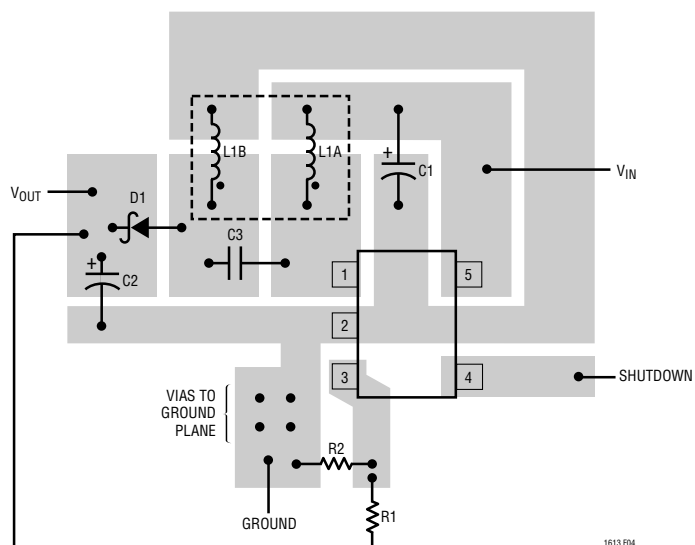 L1B
L1A
+
C1
VIN
VOUT
D1
C3
+
C2
1
5
2
3
4
SHUTDOWN
VIAS TO
GROUND
PLANE
R2
GROUND
R1
1613 F04